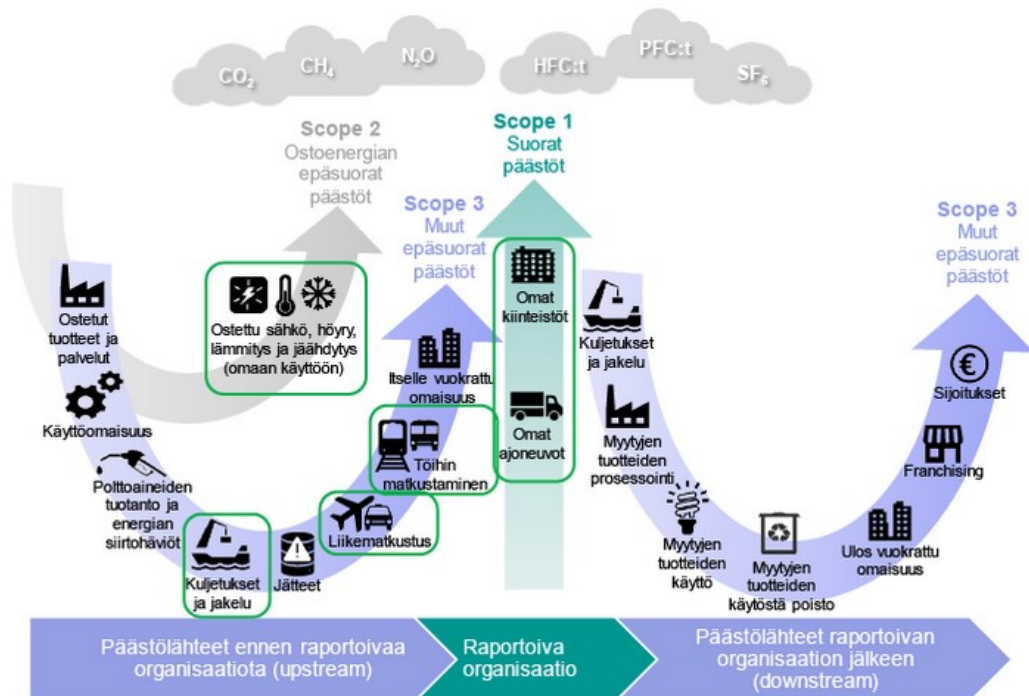 CO₂
CH₄
N₂O
HFC:t
PFC:t
SF₆
Scope 2
Ostoenergian
epäsuorat
päästöt
Scope 1
Suorat
päästöt
Scope 3
Muut
epäsuorat
päästöt
Scope 3
Muut
epäsuorat
päästöt
Ostetut
tuotteet ja
palvelut
Käyttöomaisuus
Polttoaineiden
tuotanto ja
energian
siirtohäviöt
Kuljetukset
ja jakelu
Jätteet
Liikematkustus
Töihin
matkustaminen
Itselle vuokrattu
omaisuus
Ostettu sähkö, höyry,
lämmitys ja jäähdytys
(omaan käyttöön)
Omat
kiinteistöt
Omat
ajoneuvot
Kuljetukset
ja jakelu
Myytyjen
tuotteiden
prosessointi
Myytyjen
tuotteiden
käyttö
Myytyjen
tuotteiden
käytöstä poisto
Ulos vuokrattu
omaisuus
Franchising
€
Sijoitukset
Päästölähteet ennen raportoivaa
organisaatiota (upstream)
Raportoiva
organisaatio
Päästölähteet raportoivan
organisaation jälkeen
(downstream)